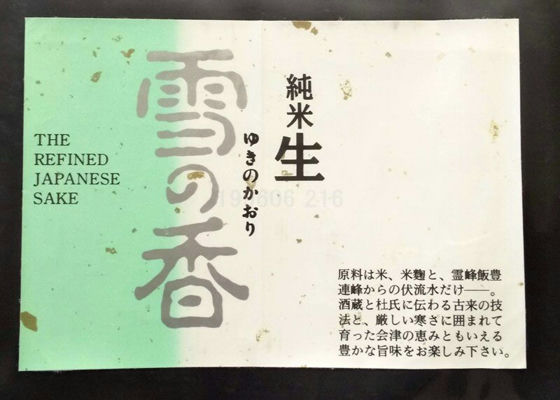 純米
生
雪の香
ゆきのかおり
THE
REFINED
JAPANESE
SAKE
原料は米、米麴と、霊峰飯豊
連峰からの伏流水だけ――。
酒蔵と杜氏に伝わる古来の技
法と、厳しい寒さに囲まれて
育った会津の恵みともいえる
豊かな旨味をお楽しみ下さい。